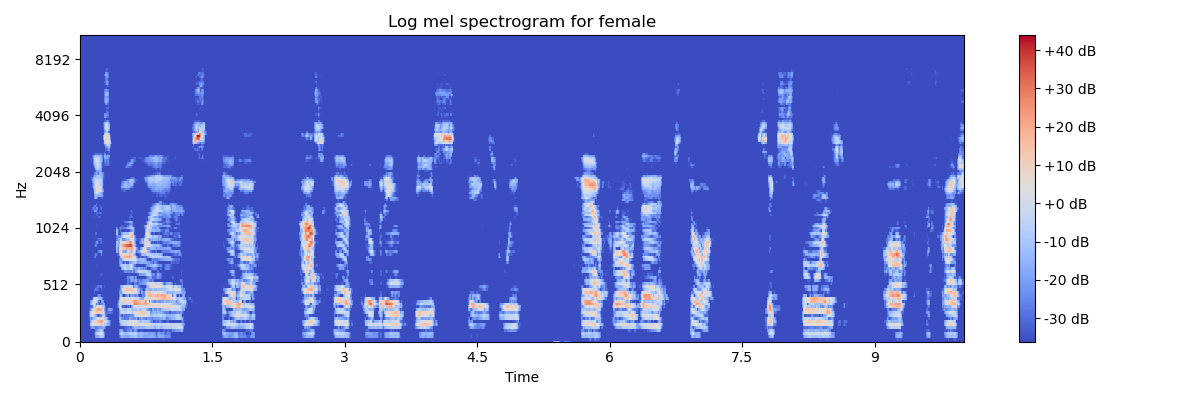 Log mel spectrogram for female
8192
4096
2048
1024
512
0
Hz
0 1.5 3 4.5 6 7.5 9
Time
+40 dB
+30 dB
+20 dB
+10 dB
+0 dB
-10 dB
-20 dB
-30 dB